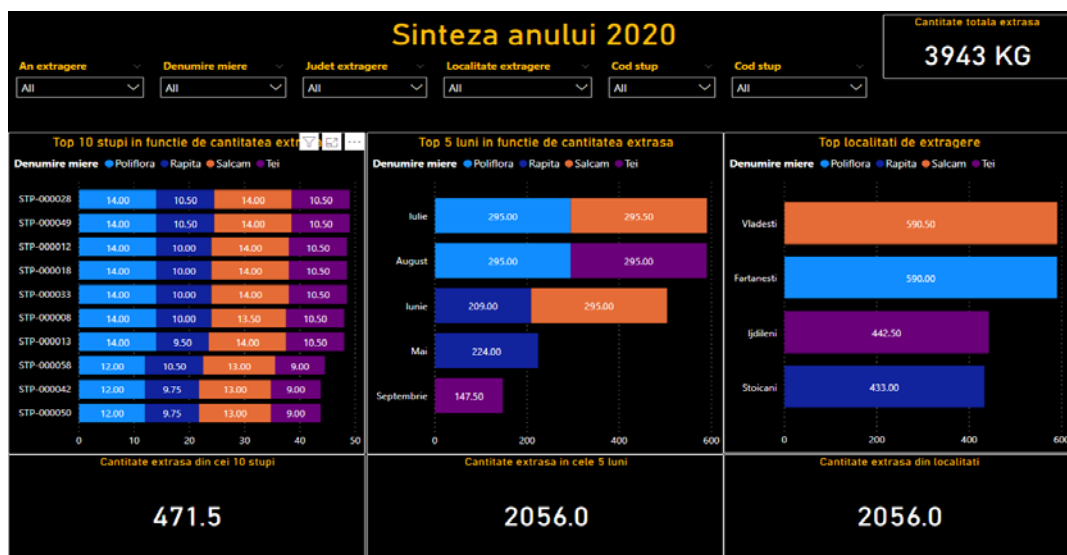 Sinteza anului 2020
Cantitate totala extrasa
3943 KG
An extragere
All
Denumire miere
All
Judet extragere
All
Localitate extragere
All
Cod stup
All
Cod stup
All
Top 10 stupi in functie de cantitatea extr
Denumire miere Poliflora Rapita Salcam Tei
STP-000028 14.00 10.50 14.00 10.50
STP-000049 14.00 10.50 14.00 10.50
STP-000012 14.00 10.00 14.00 10.50
STP-000018 14.00 10.00 14.00 10.50
STP-000033 14.00 10.00 14.00 10.50
STP-000008 14.00 10.00 13.50 10.50
STP-000013 14.00 9.50 14.00 10.50
STP-000058 12.00 10.50 13.00 9.00
STP-000042 12.00 9.75 13.00 9.00
STP-000050 12.00 9.75 13.00 9.00
0 10 20 30 40 50
Top 5 luni in functie de cantitatea extrasa
Denumire miere Poliflora Rapita Salcam Tei
Iulie 295.00 295.50
August 295.00 295.00
Iunie 209.00 295.00
Mai 224.00
Septembrie 147.50
0 200 400 600
Top localitati de extragere
Denumire miere Poliflora Rapita Salcam Tei
Vladesti 590.50
Fartanesti 590.00
Ijdileni 442.50
Stoicani 433.00
0 200 400 600
Cantitate extrasa din cei 10 stupi
471.5
Cantitate extrasa in cele 5 luni
2056.0
Cantitate extrasa din localitati
2056.0